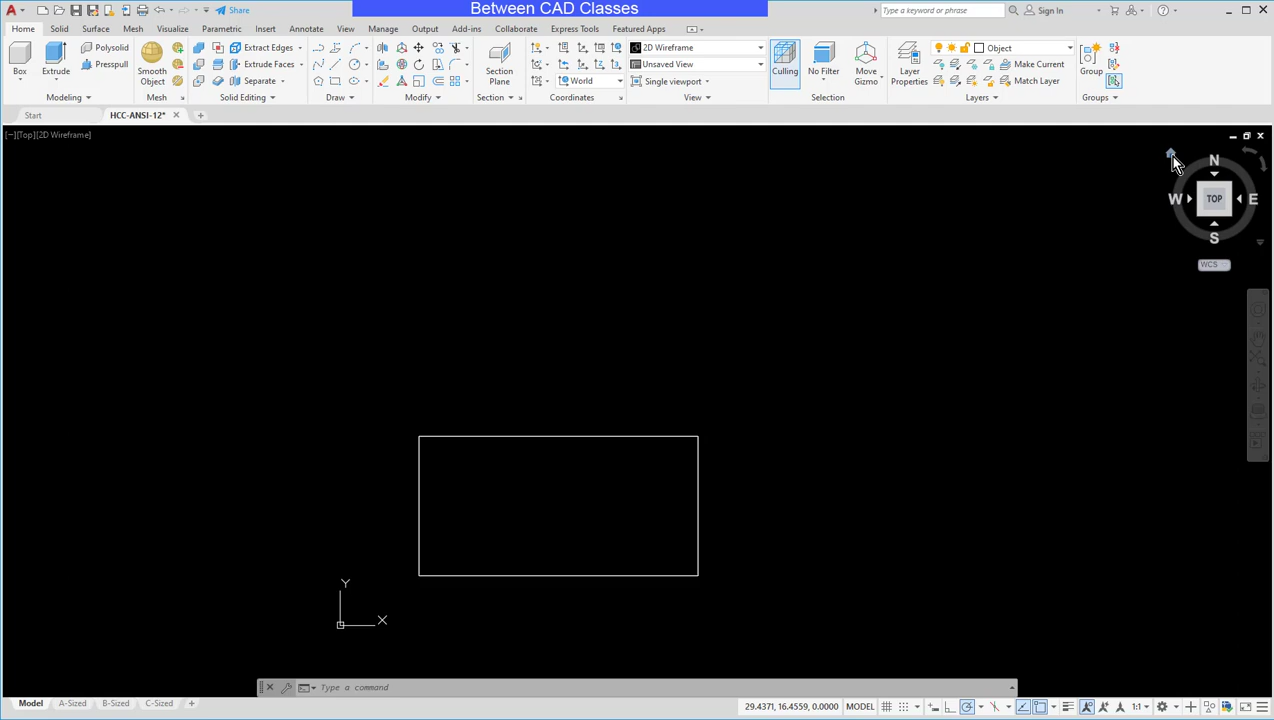 Between CAD Classes
Share
Type a keyword or phrase
Sign In
Home Solid Surface Mesh Visualize Parametric Insert Annotate View Manage Output Add-ins Collaborate Express Tools Featured Apps
Box
Extrude
Polysolid
Presspull
Modeling
Smooth
Object
Mesh
Extract Edges
Extrude Faces
Separate
Solid Editing
Draw
Modify
Section
Plane
Section
World
Coordinates
2D Wireframe
Unsaved View
Single viewport
View
Culling
No Filter
Move
Gizmo
Selection
Layer
Properties
Object
Make Current
Match Layer
Layers
Group
Groups
Start
HCC-ANSI-12*
[−][Top][2D Wireframe]
N
W TOP E
S
WCS
Y
X
Type a command
Model A-Sized B-Sized C-Sized
29.4371, 16.4559, 0.0000 MODEL 1:1